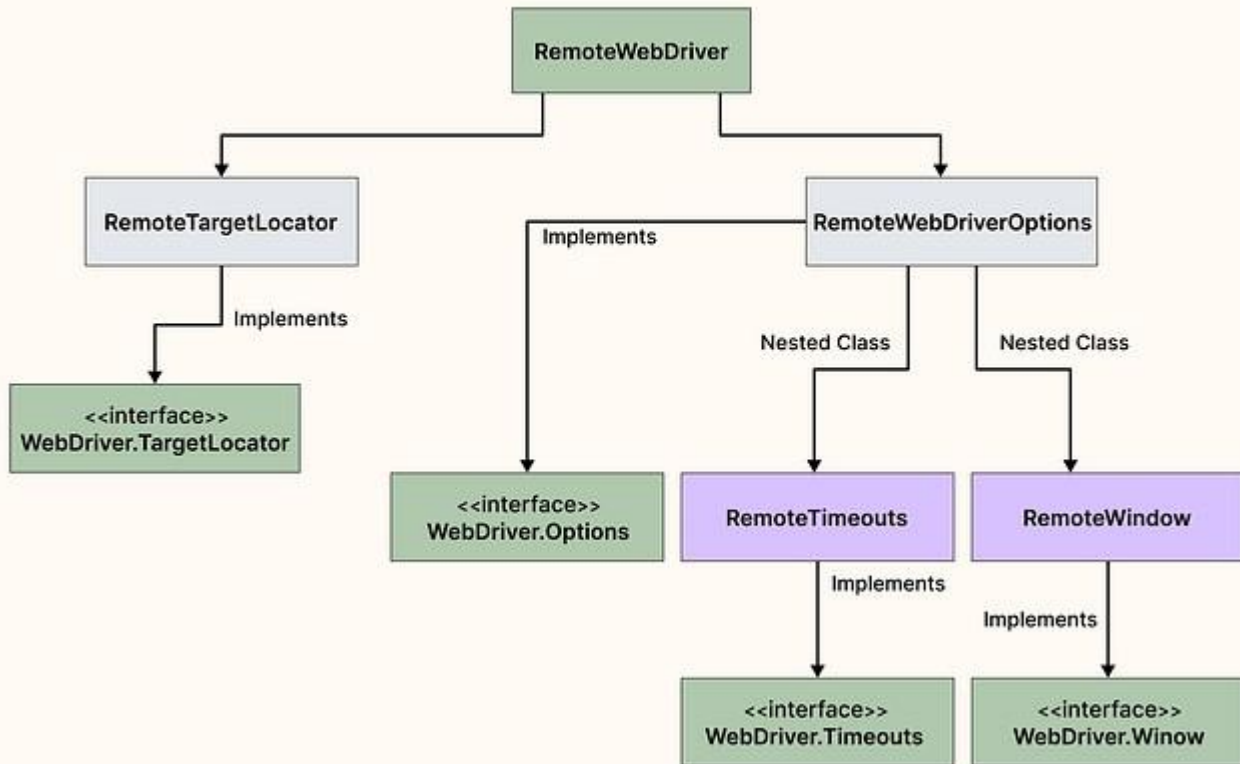 RemoteWebDriver
RemoteTargetLocator
RemoteWebDriverOptions
Implements
Implements
Nested Class
Nested Class
<<interface>>
WebDriver.TargetLocator
<<interface>>
WebDriver.Options
RemoteTimeouts
RemoteWindow
Implements
Implements
<<interface>>
WebDriver.Timeouts
<<interface>>
WebDriver.Winow